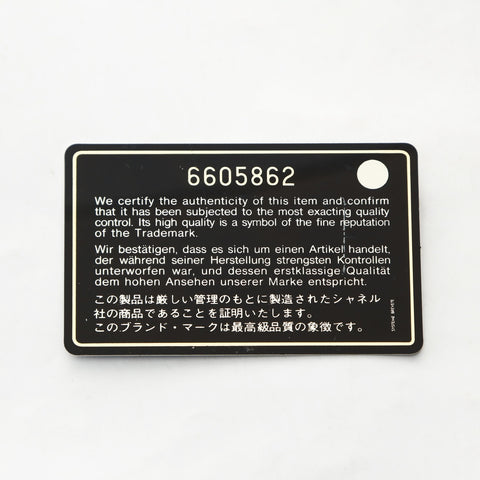 6605862
We certify the authenticity of this item and confirm
that it has been subjected to the most exacting quality
control. Its high quality is a symbol of the fine reputation
of the Trademark.
Wir bestätigen, dass es sich um einen Artikel handelt,
der während seiner Herstellung strengsten Kontrollen
unterworfen war, und dessen erstklassige Qualität
dem hohen Ansehen unserer Marke entspricht.
この製品は厳しい管理のもとに製造されたシャネル
社の商品であることを証明いたします。
このブランド・マークは最高級品質の象徴です。